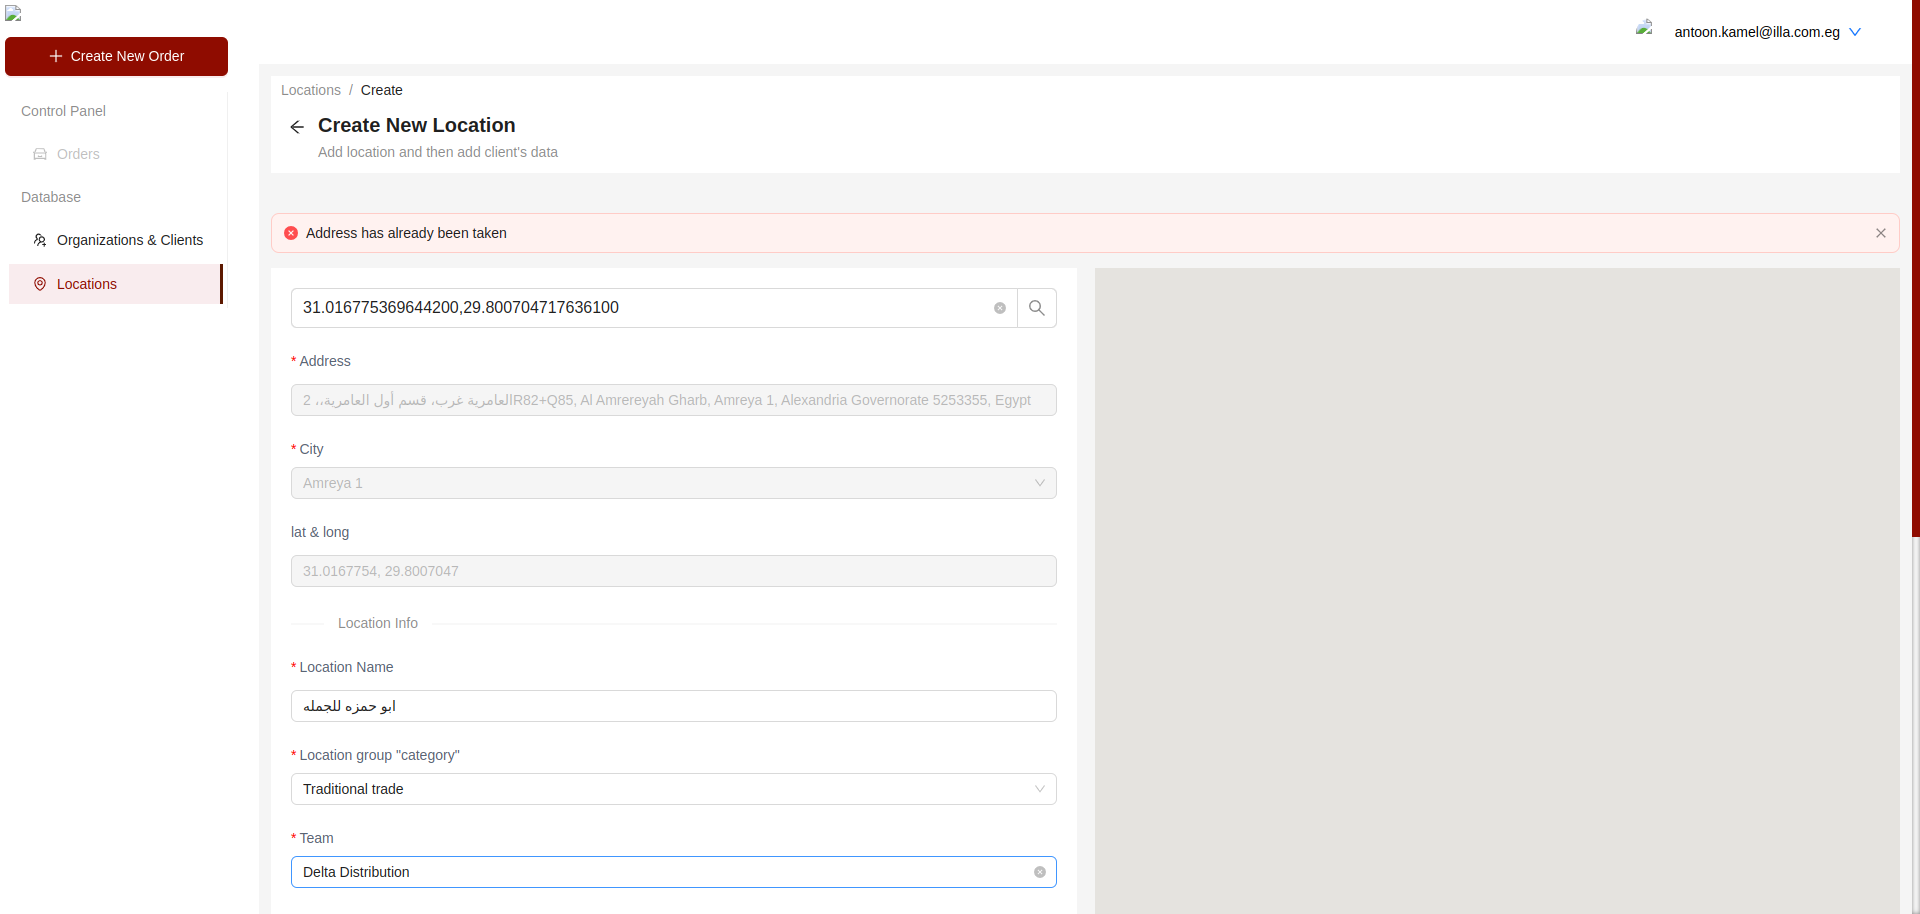 antoon.kamel@illa.com.eg
Create New Order
Control Panel
Orders
Database
Organizations & Clients
Locations
Locations / Create
Create New Location
Add location and then add client's data
Address has already been taken
31.016775369644200,29.800704717636100
* Address
2 ،،العامرية غرب، قسم أول العامريةR82+Q85, Al Amrereyah Gharb, Amreya 1, Alexandria Governorate 5253355, Egypt
* City
Amreya 1
lat & long
31.0167754, 29.8007047
Location Info
* Location Name
ابو حمزه للجمله
* Location group "category"
Traditional trade
* Team
Delta Distribution